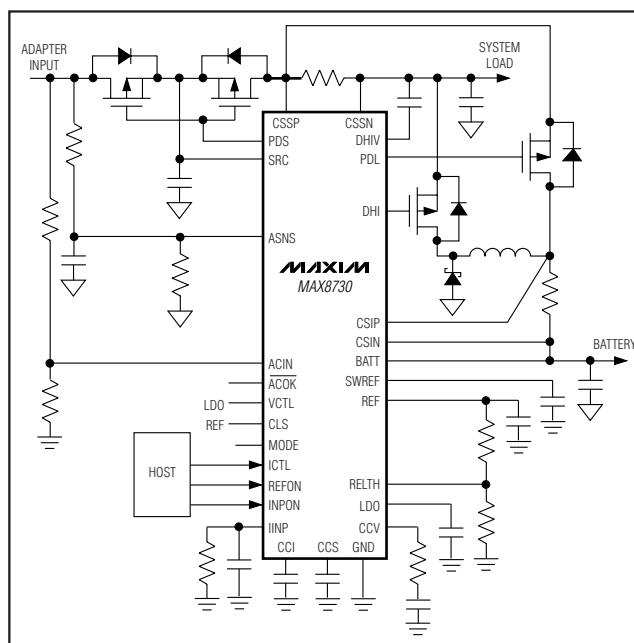 ADAPTER
INPUT
SYSTEM
LOAD
CSSP
CSSN
PDS
DHIV
SRC
PDL
DHI
ASNS
MAXIM
MAX8730
CSIP
CSIN
ACIN
BATT
BATTERY
ACOK
SWREF
LDO
VCTL
REF
REF
CLS
MODE
HOST
ICTL
REFON
RELTH
INPON
LDO
IINP
CCV
CCI
CCS
GND